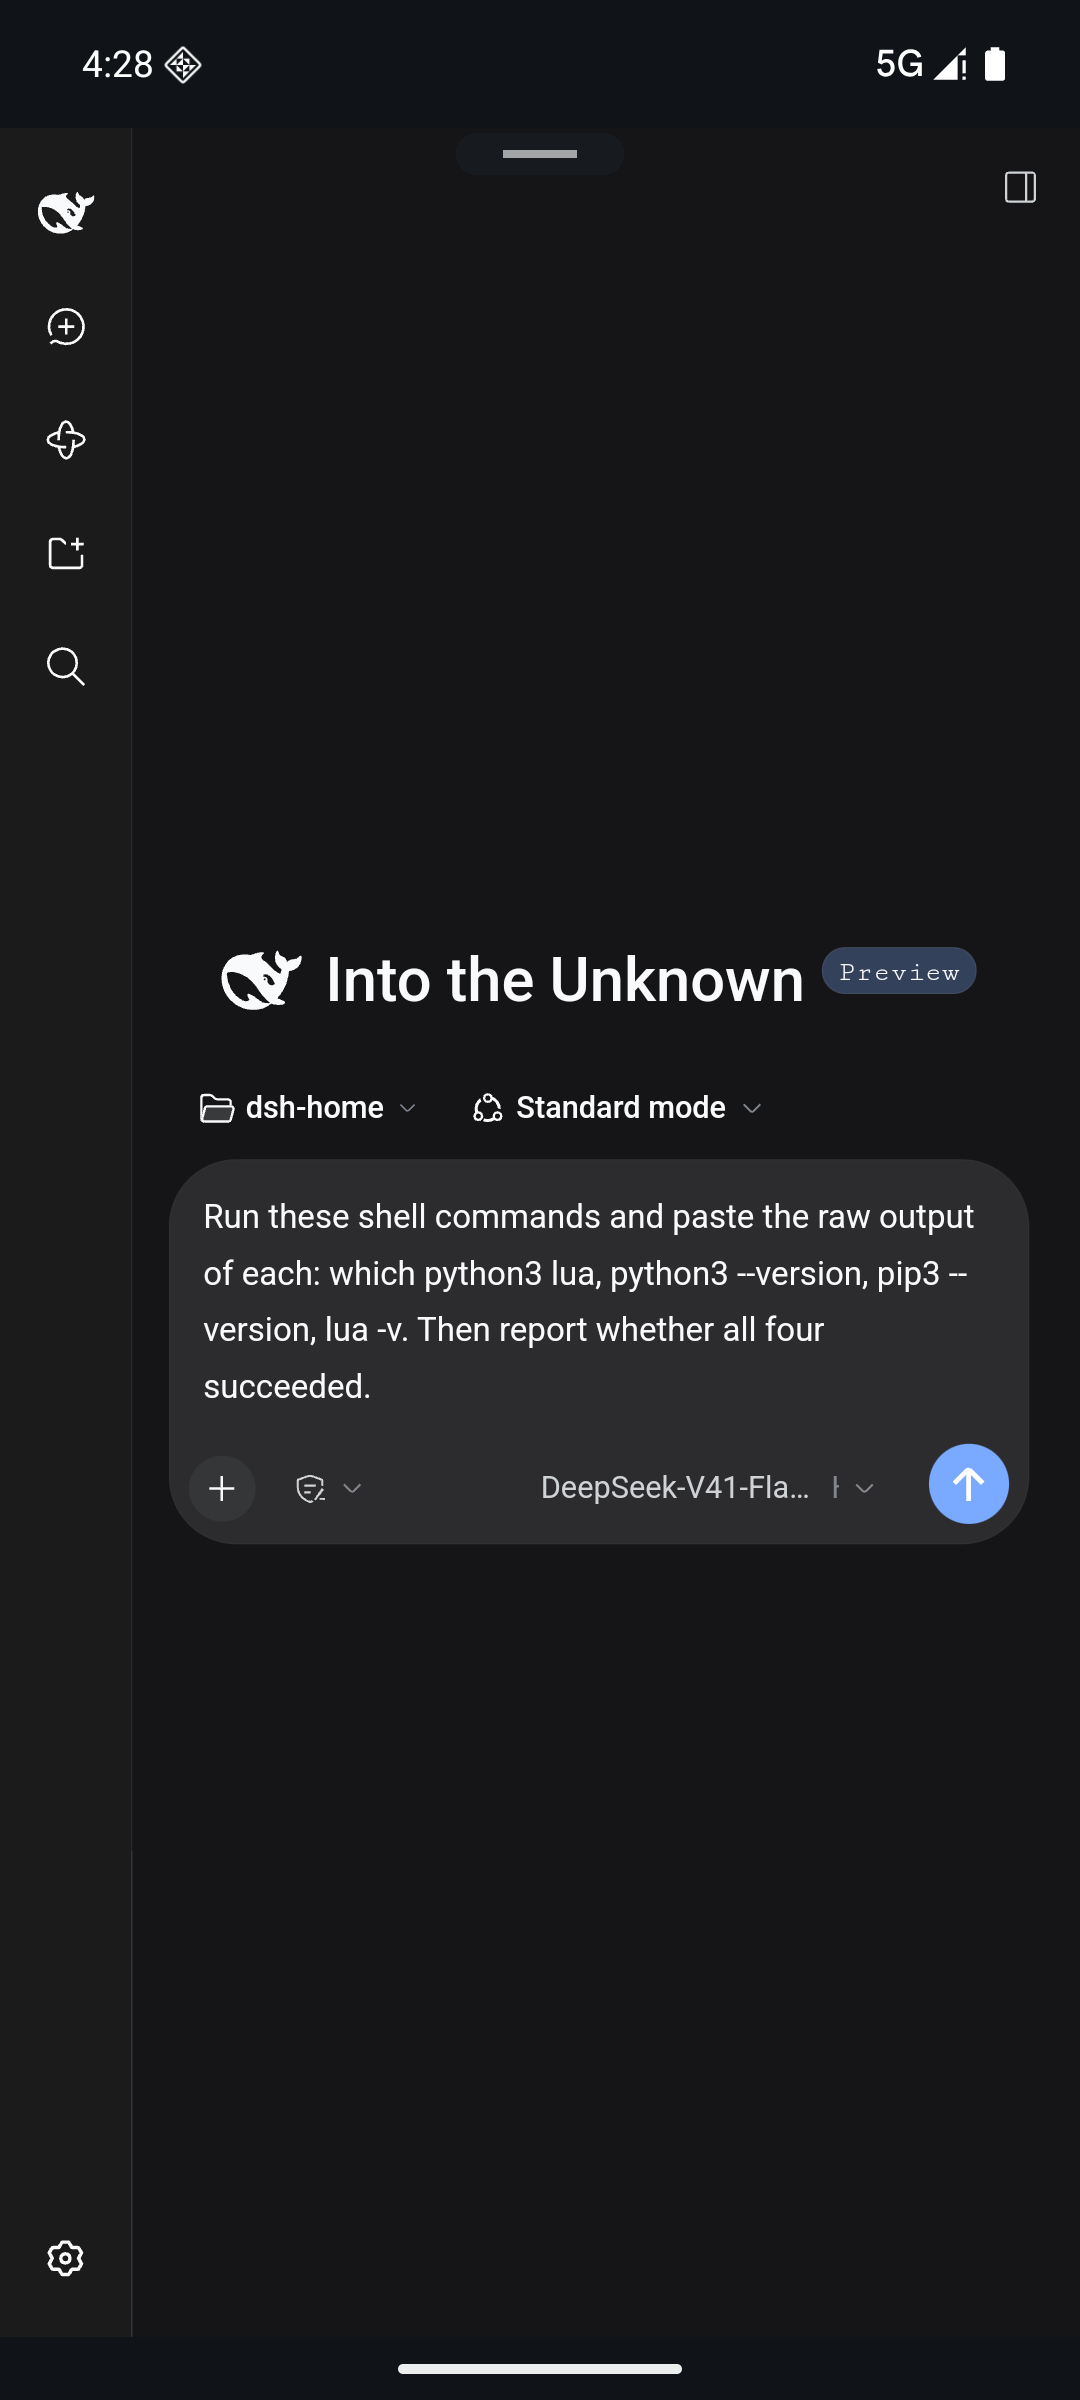 4:28
5G
Into the Unknown
Preview
dsh-home
Standard mode
Run these shell commands and paste the raw output
of each: which python3 lua, python3 --version, pip3 --
version, lua -v. Then report whether all four
succeeded.
DeepSeek-V41-Fla...